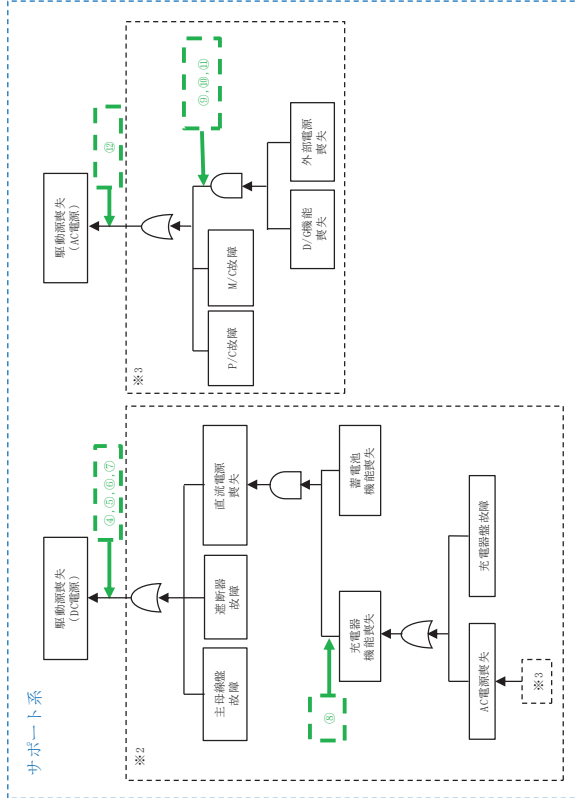 サポート系
駆動源喪失
(DC電源)
④,⑤,⑥,⑦
※2
主母線盤
故障
遮断器
故障
直流電源
喪失
⑧
充電器
機能喪失
蓄電池
機能喪失
AC電源喪失
充電器盤故障
※3
駆動源喪失
(AC電源)
⑫
※3
P/C故障
M/C故障
⑨,⑩,⑪
D/G機能
喪失
外部電源
喪失